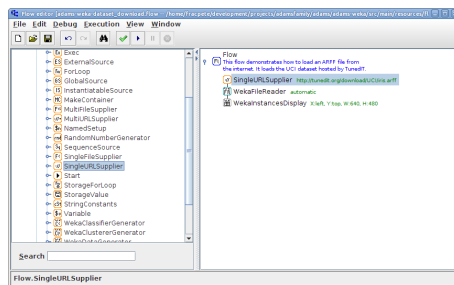 Flow editor [adams-weka-dataset_download.flow - /home/fracpete/development/projects/adamsfamily/adams/adams-weka/src/main/resources/fl
File Edit Debug Execution View Window
Exec
ExternalSource
ForLoop
GlobalSource
InstantiatableSource
MakeContainer
MultiFileSupplier
MultiURLSupplier
NamedSetup
RandomNumberGenerator
SequenceSource
SingleFileSupplier
SingleURLSupplier
Start
StorageForLoop
StorageValue
StringConstants
Variable
WekaClassifierGenerator
WekaClustererGenerator
WekaDataGenerator
Search
Flow
This flow demonstrates how to load an ARFF file from
the internet. It loads the UCI dataset hosted by TunedIT.
SingleURLSupplier http://tunedit.org/download/UCI/iris.arff
WekaFileReader automatic
WekaInstancesDisplay X:left, Y:top, W:640, H:480
Flow.SingleURLSupplier